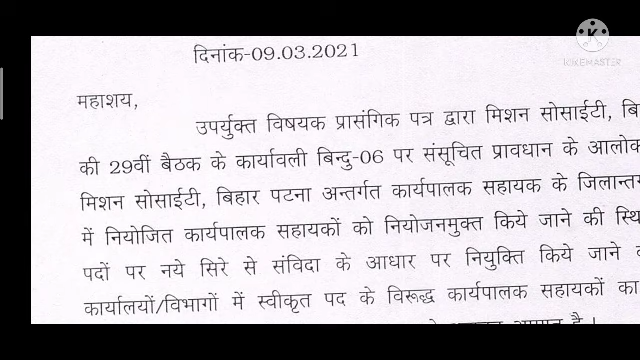 KINEMASTER
दिनांक-09.03.2021
महाशय,
उपर्युक्त विषयक प्रासंगिक पत्र द्वारा मिशन सोसाईटी,
की 29वीं बैठक के कार्यावली बिन्दु-06 पर संसूचित प्रावधान के
मिशन सोसाईटी, बिहार पटना अन्तर्गत कार्यपालक सहायक के
में नियोजित कार्यपालक सहायकों को नियोजनमुक्त किये जाने की
पदों पर नये सिरे से संविदा के आधार पर नियुक्ति किये जाने
कार्यालयों/विभागों में स्वीकृत पद के विरूद्ध कार्यपालक सहायकों का